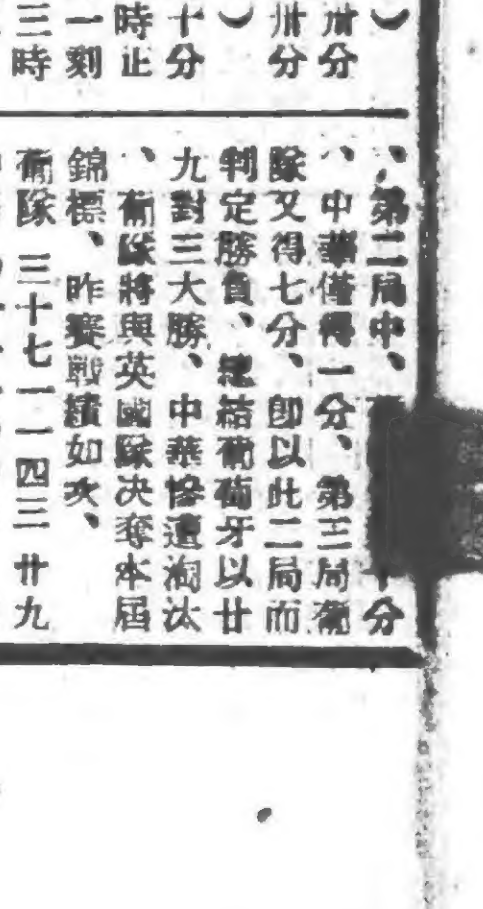 ）
卅分
卅分
）
十分
時止
一刻
三時
、第二局中、十分
、中華僅得一分、第三局葡
隊又得七分、即以此二局而
判定勝負、總結葡萄牙以廿
九對三大勝、中華慘遭淘汰
、葡隊將與英國隊决奪本屆
錦標、昨賽戰績如次、
葡隊 三十七一一四三 廿九